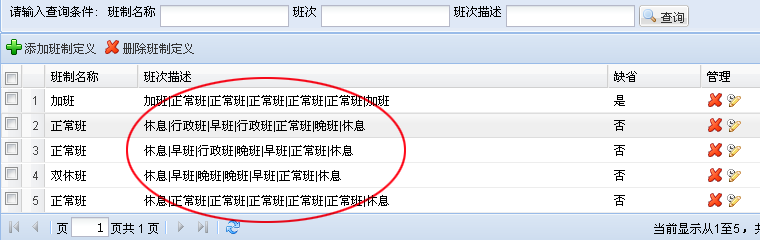 请输入查询条件: 班制名称 班次 班次描述 查询
添加班制定义 删除班制定义
班制名称 班次描述 缺省 管理
1 加班 加班|正常班|正常班|正常班|正常班|正常班|加班 是
2 正常班 休息|行政班|早班|行政班|正常班|晚班|休息 否
3 正常班 休息|早班|行政班|晚班|早班|正常班|休息 否
4 双休班 休息|早班|晚班|晚班|早班|正常班|休息 否
5 正常班 休息|正常班|正常班|正常班|正常班|正常班|休息 否
页 1 页共 1 页 当前显示从1至5，共